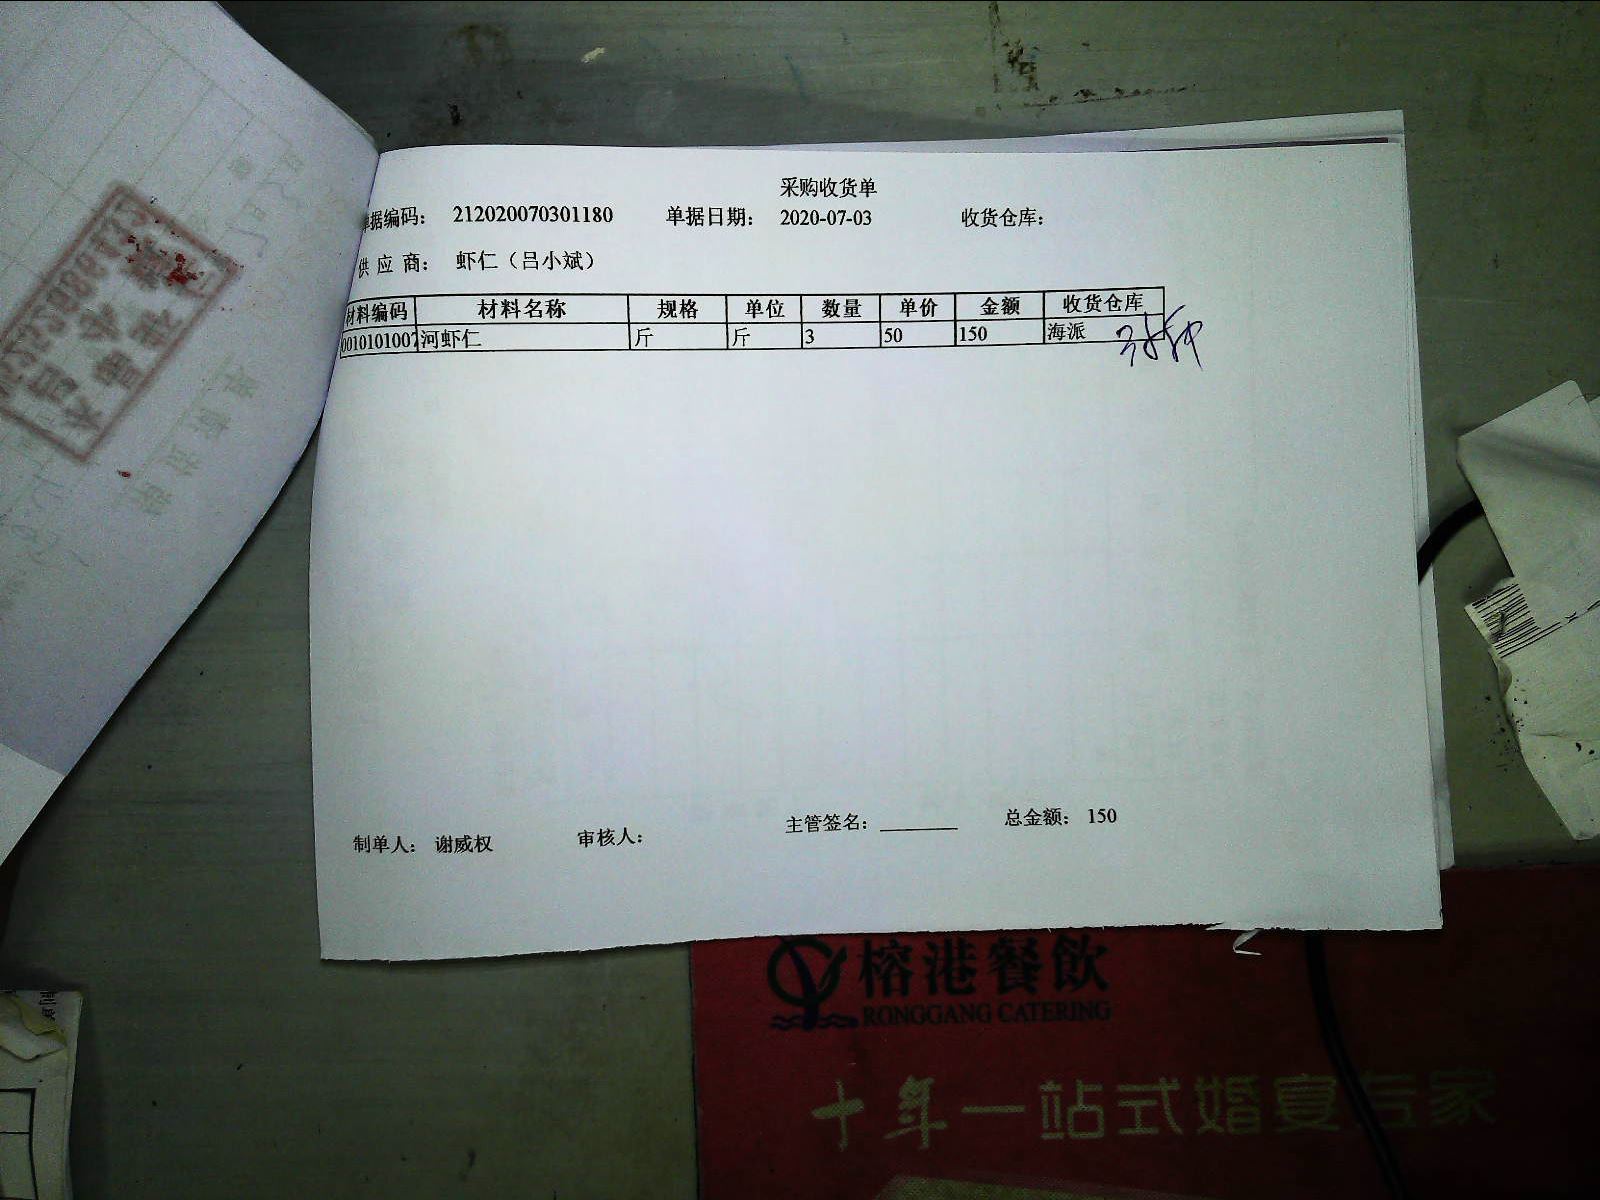 采购收货单
单据编码： 212020070301180 单据日期： 2020-07-03 收货仓库：
供 应 商： 虾仁（吕小斌）
材料编码 材料名称 规格 单位 数量 单价 金额 收货仓库
0010101007 河虾仁 斤 斤 3 50 150 海派
制单人： 谢威权 审核人： 主管签名： 总金额： 150
榕港餐飲
RONGGANG CATERING
十年一站式婚宴专家